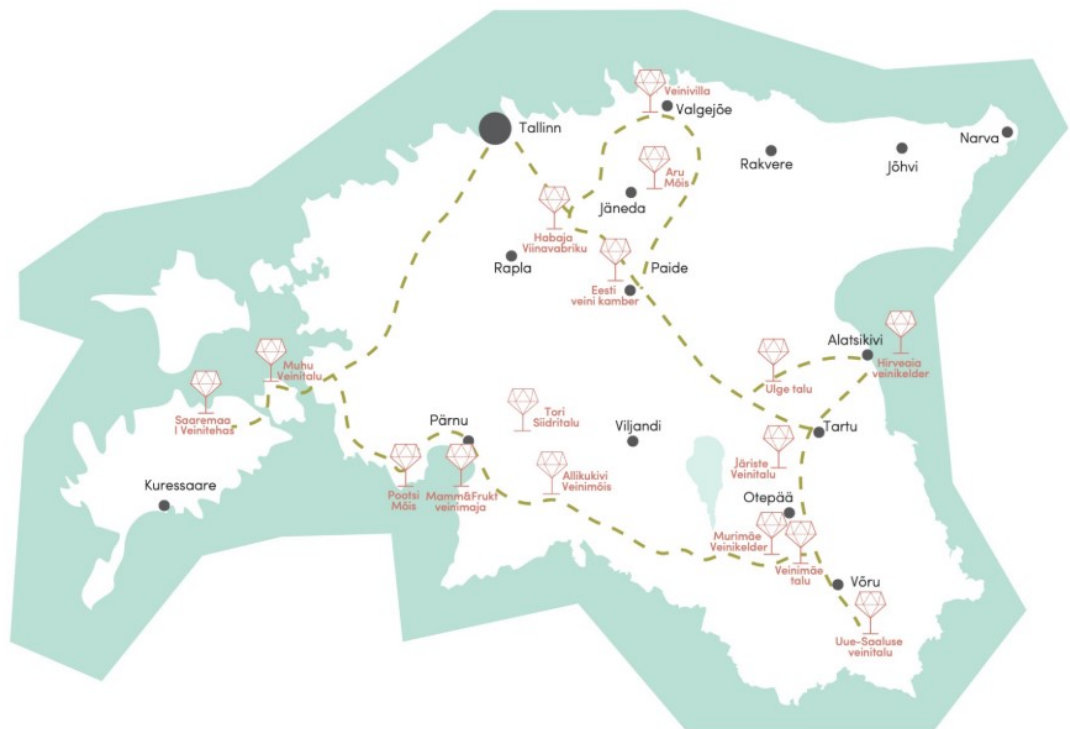 Veinivilla
Valgejõe
Tallinn
Narva
Rakvere
Jõhvi
Aru
Mõis
Jäneda
Habaja
Viinavabriku
Rapla
Paide
Eesti
veini kamber
Alatsikivi
Hirveaia
veinikelder
Muhu
Veinitalu
Ulge talu
Saaremaa
I Veinitehas
Tori
Siidritalu
Pärnu
Viljandi
Tartu
Järiste
Veinitalu
Kuressaare
Pootsi
Mõis
Mamm&Frukt
veinimaja
Allikukivi
Veinimõis
Otepää
Murimäe
Veinikelder
Veinimäe
talu
Võru
Uue-Saaluse
veinitalu